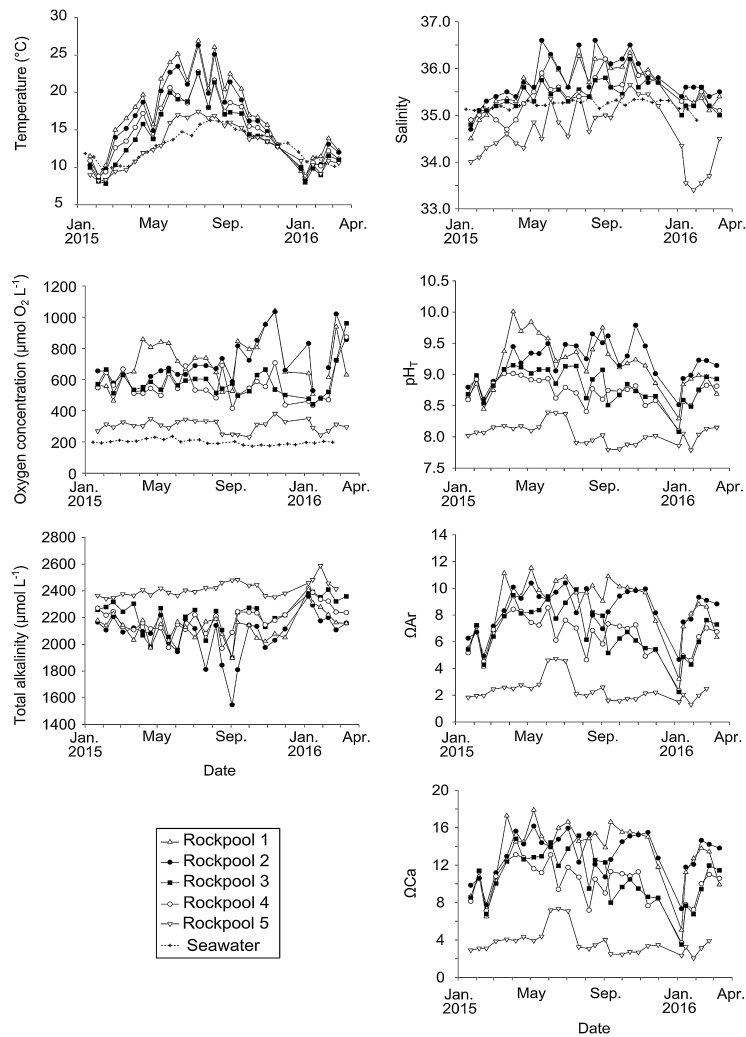 Temperature (°C)
30
25
20
15
10
5
Jan. May Sep. Jan. Apr.
2015 2016
Salinity
37.0
36.0
35.0
34.0
33.0
Jan. May Sep. Jan. Apr.
2015 2016
Oxygen concentration (µmol O₂ L⁻¹)
1200
1000
800
600
400
200
0
Jan. May Sep. Jan. Apr.
2015 2016
pH_T
10.5
10.0
9.5
9.0
8.5
8.0
7.5
Jan. May Sep. Jan. Apr.
2015 2016
Total alkalinity (µmol L⁻¹)
2800
2600
2400
2200
2000
1800
1600
1400
Jan. May Sep. Jan. Apr.
2015 2016
Date
ΩAr
14
12
10
8
6
4
2
0
Jan. May Sep. Jan. Apr.
2015 2016
ΩCa
20
16
12
8
4
0
Jan. May Sep. Jan. Apr.
2015 2016
Date
Rockpool 1
Rockpool 2
Rockpool 3
Rockpool 4
Rockpool 5
Seawater